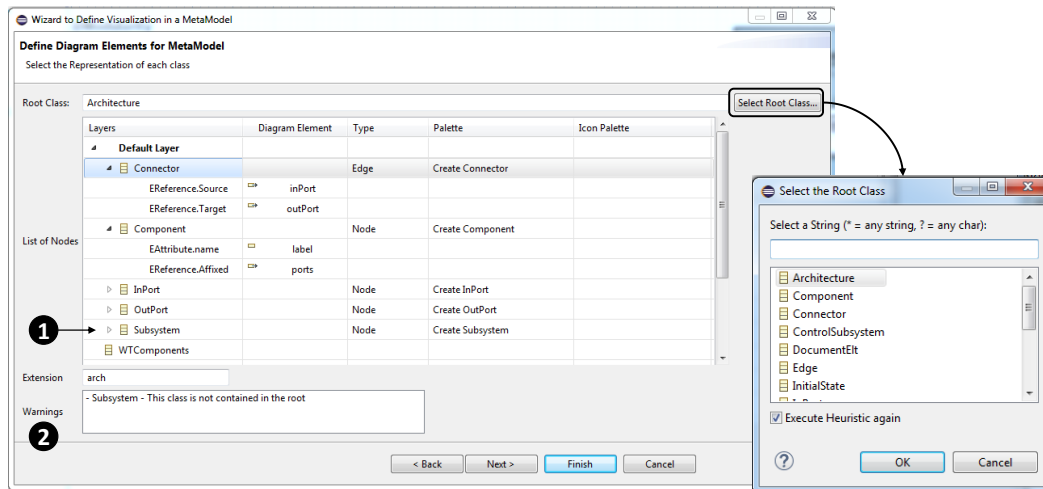 Wizard to Define Visualization in a MetaModel
Define Diagram Elements for MetaModel
Select the Representation of each class
Root Class: Architecture Select Root Class...
Layers Diagram Element Type Palette Icon Palette
Default Layer
Connector Edge Create Connector
EReference.Source inPort
EReference.Target outPort
Component Node Create Component
List of Nodes
EAttribute.name label
EReference.Affixed ports
InPort Node Create InPort
OutPort Node Create OutPort
1 Subsystem Node Create Subsystem
WTComponents
Extension arch
Warnings - Subsystem - This class is not contained in the root
2
< Back Next > Finish Cancel
Select the Root Class
Select a String (* = any string, ? = any char):
Architecture
Component
Connector
ControlSubsystem
DocumentElt
Edge
InitialState
Execute Heuristic again
? OK Cancel